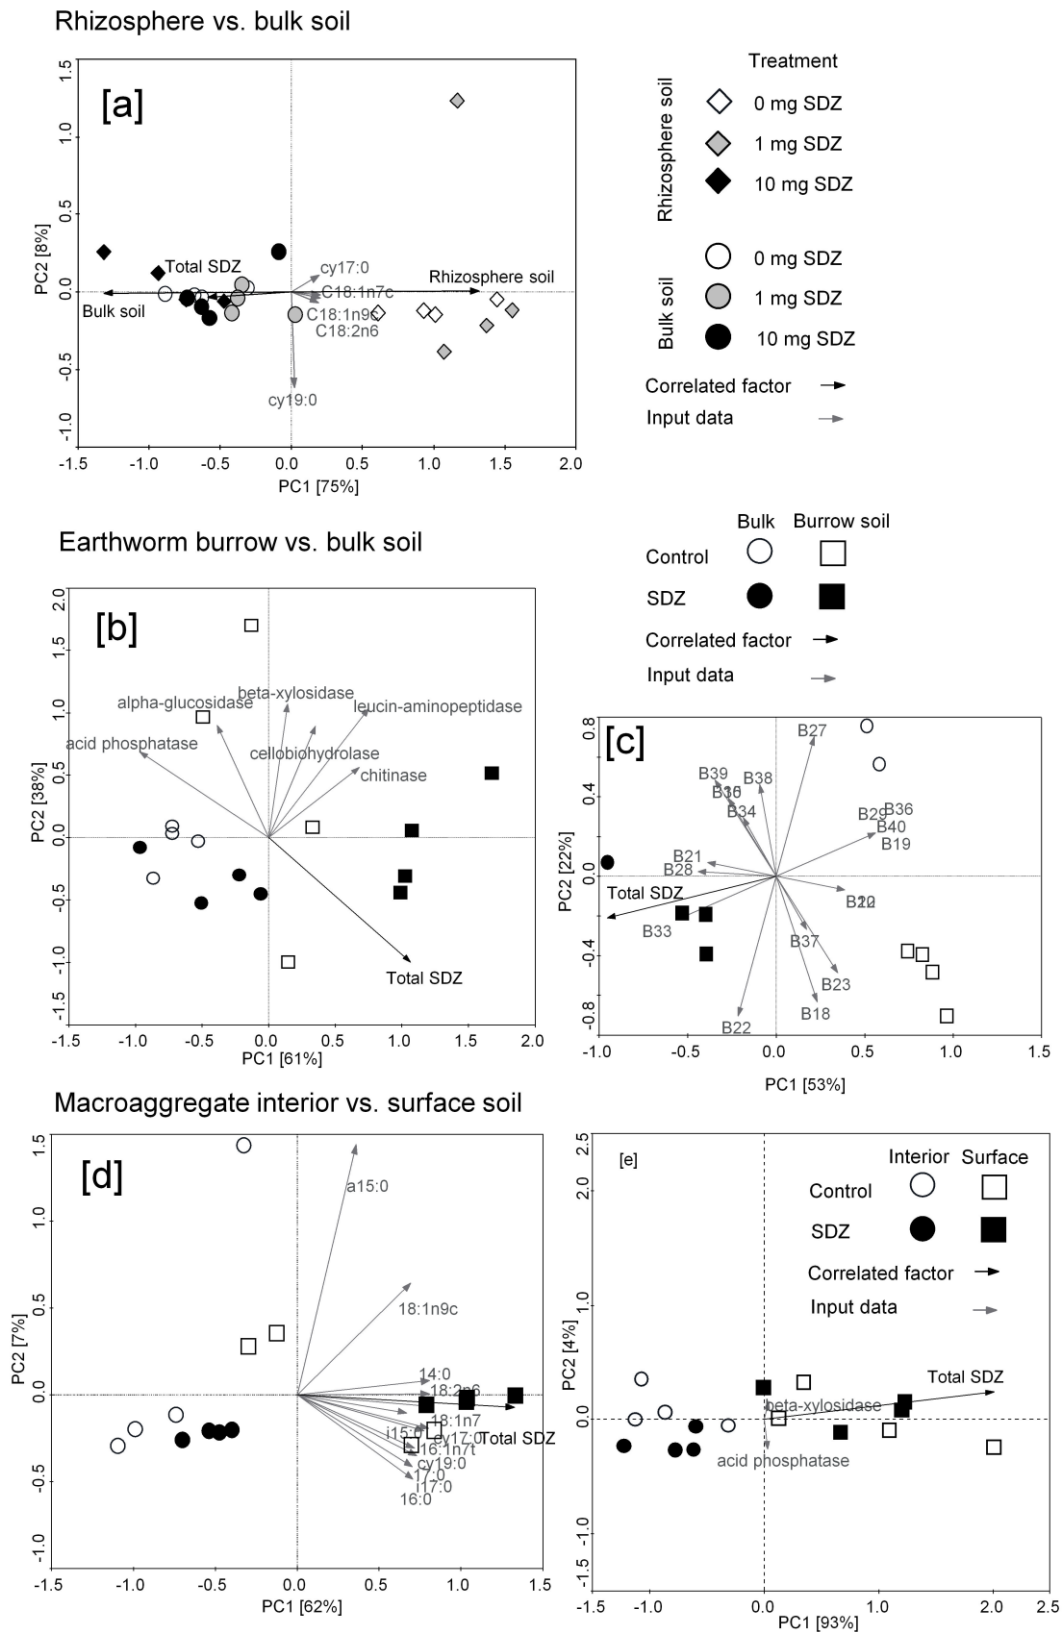 Rhizosphere vs. bulk soil
[a]
1.5
1.0
0.5
0.0
-0.5
-1.0
PC2 [8%]
Total SDZ
cy17:0
Rhizosphere soil
Bulk soil
C18:1n7c
C18:1n9c
C18:2n6
cy19:0
-1.5 -1.0 -0.5 0.0 0.5 1.0 1.5 2.0
PC1 [75%]
Treatment
Rhizosphere soil
0 mg SDZ
1 mg SDZ
10 mg SDZ
Bulk soil
0 mg SDZ
1 mg SDZ
10 mg SDZ
Correlated factor
Input data
Earthworm burrow vs. bulk soil
Bulk Burrow soil
Control
SDZ
Correlated factor
Input data
[b]
2.0
1.5
1.0
0.5
0.0
-0.5
-1.0
-1.5
PC2 [38%]
beta-xylosidase
alpha-glucosidase
leucin-aminopeptidase
acid phosphatase
cellobiohydrolase
chitinase
Total SDZ
-1.5 -1.0 -0.5 0.0 0.5 1.0 1.5 2.0
PC1 [61%]
[c]
0.8
0.4
0.0
-0.4
-0.8
PC2 [22%]
B27
B39
B38
B34
B36
B29
B40
B19
B21
B28
Total SDZ
B33
B37
B23
B18
B22
-1.0 -0.5 0.0 0.5 1.0 1.5
PC1 [53%]
Macroaggregate interior vs. surface soil
[d]
1.5
1.0
0.5
0.0
-0.5
-1.0
PC2 [7%]
a15:0
18:1n9c
14:0
18:2n6
18:1n7
i15:0
cy17:0
Total SDZ
16:1n7t
cy19:0
17:0
i17:0
16:0
-1.5 -1.0 -0.5 0.0 0.5 1.0 1.5
PC1 [62%]
[e]
2.5
2.0
1.0
0.0
-1.0
-1.5
PC2 [4%]
Interior Surface
Control
SDZ
Correlated factor
Input data
Total SDZ
beta-xylosidase
acid phosphatase
-1.5 -1.0 0.0 1.0 2.0 2.5
PC1 [93%]